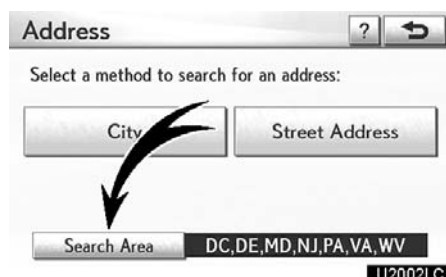 Address
?
Select a method to search for an address:
City
Street Address
Search Area
DC,DE,MD,NJ,PA,VA,WV
U2002LC